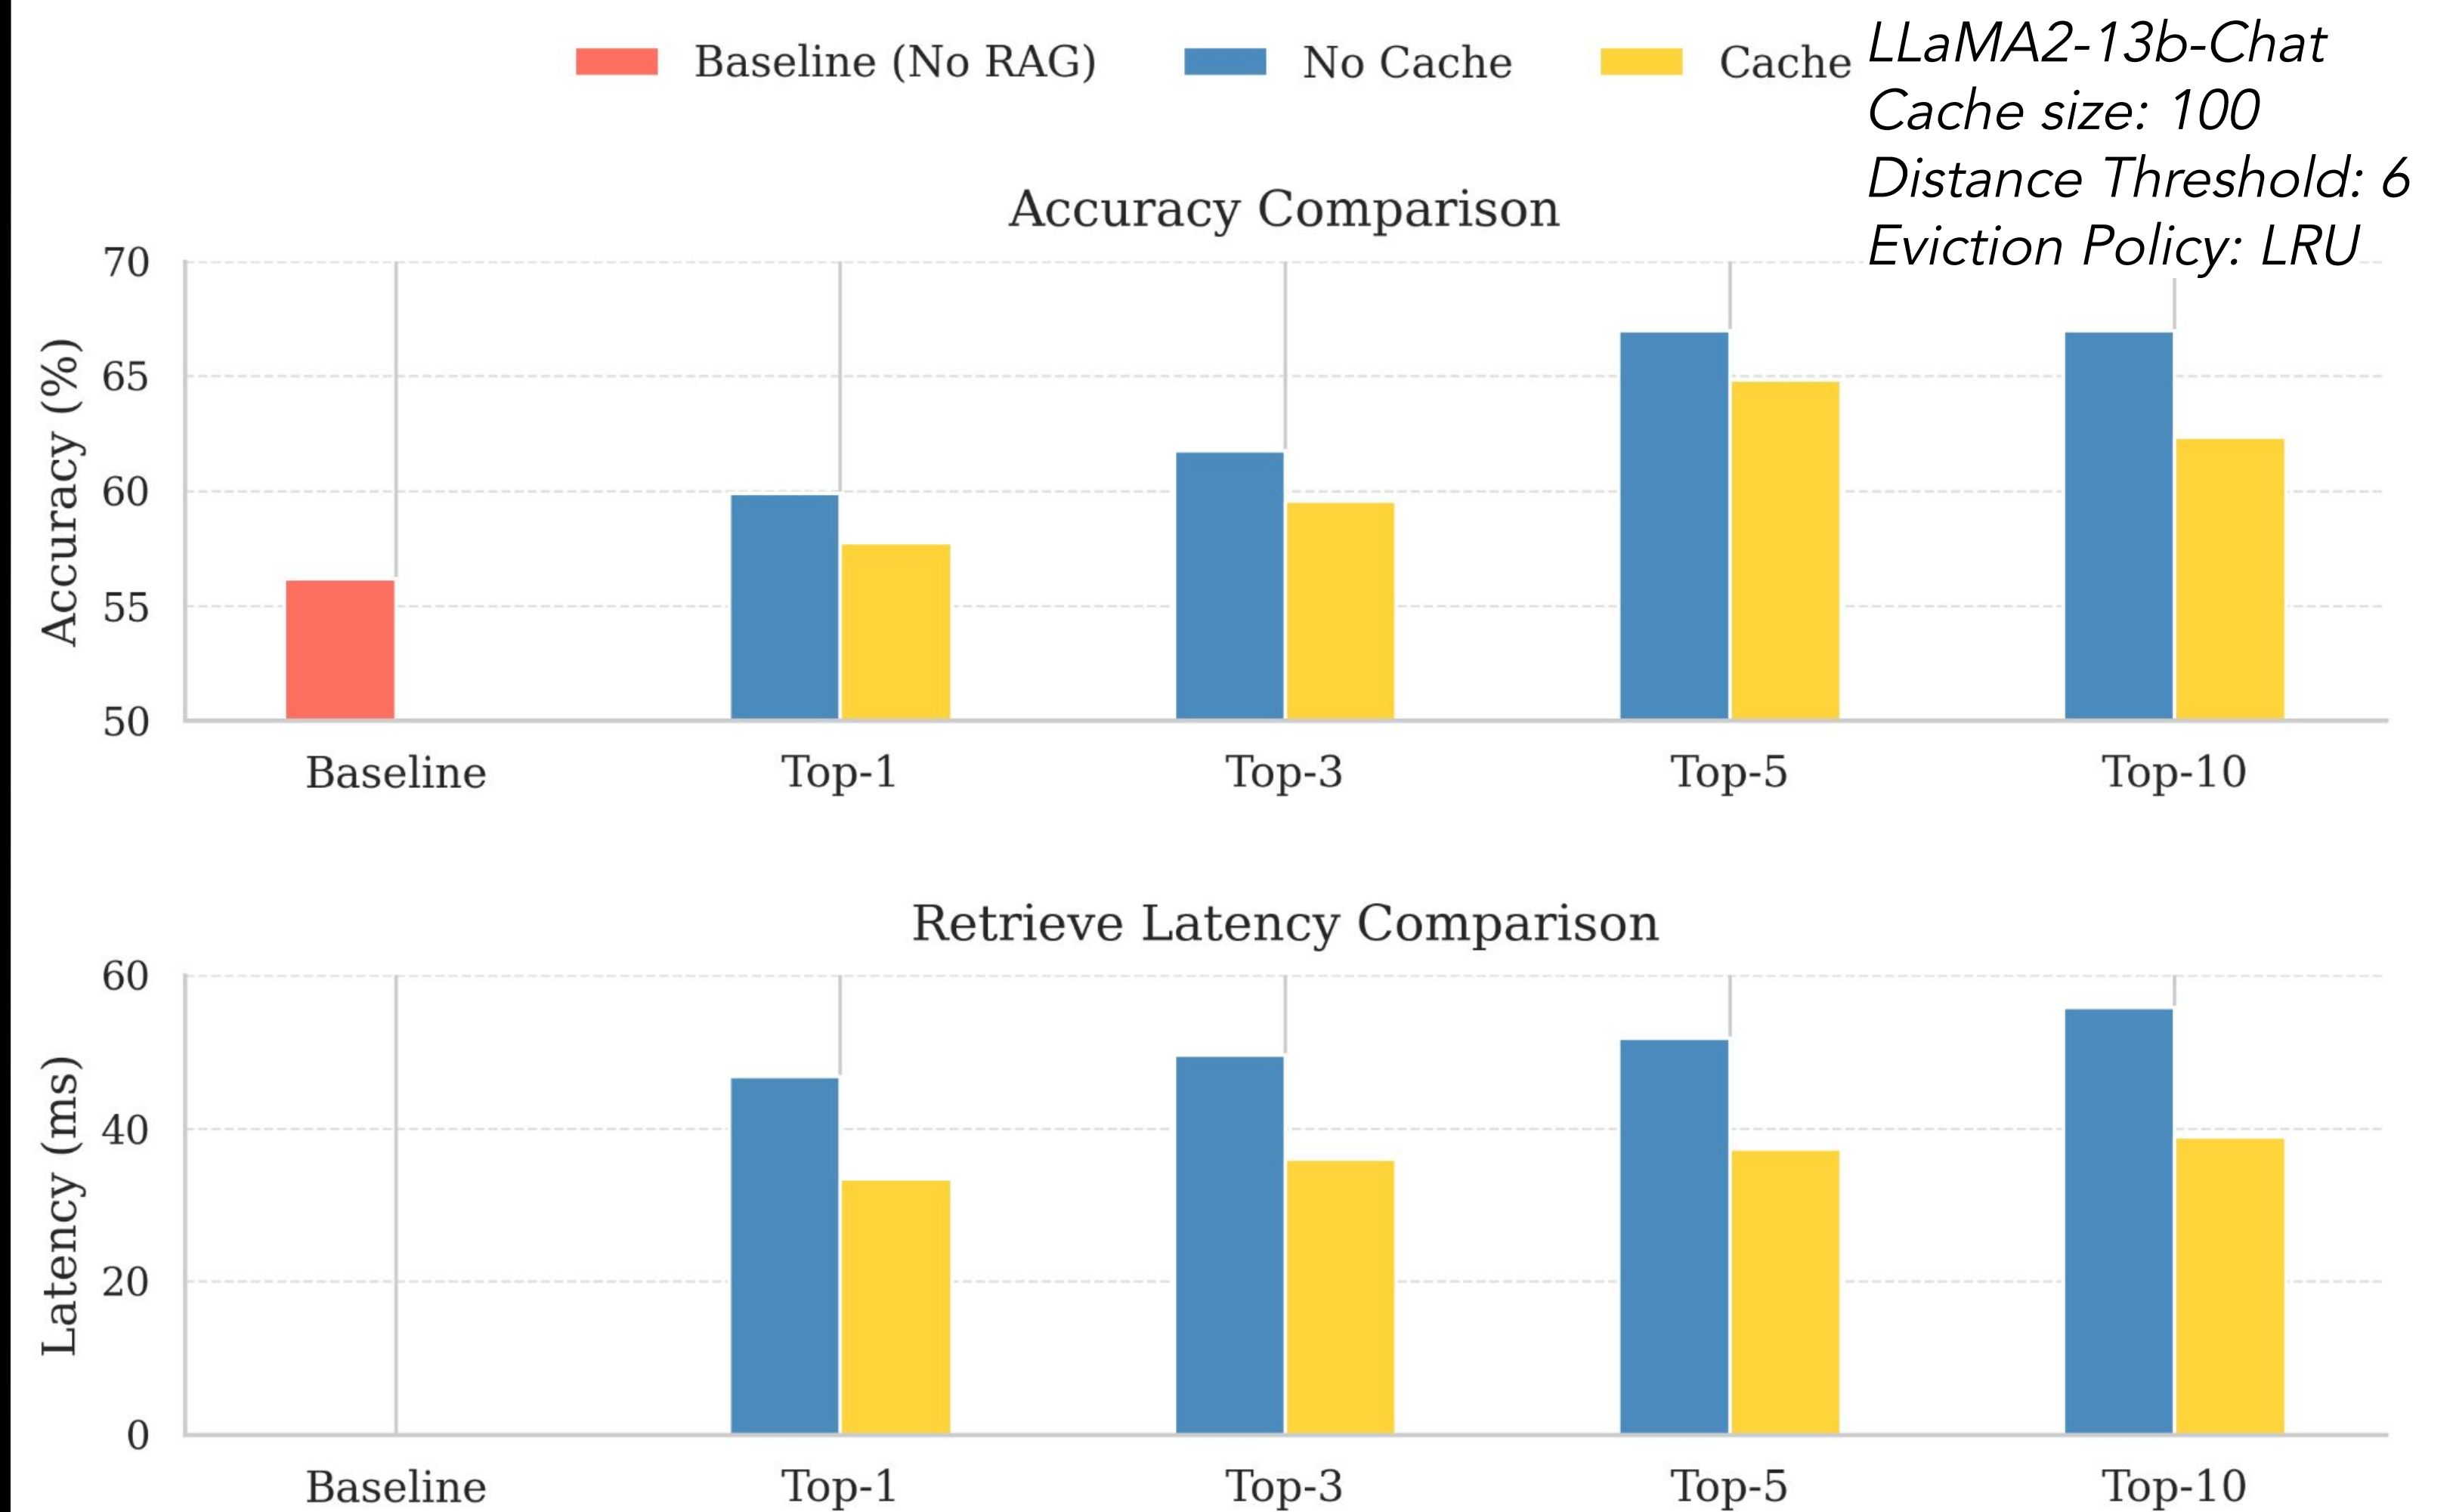 Baseline (No RAG) No Cache Cache
LLaMA2-13b-Chat
Cache size: 100
Distance Threshold: 6
Eviction Policy: LRU
Accuracy Comparison
Accuracy (%)
70
65
60
55
50
Baseline Top-1 Top-3 Top-5 Top-10
Retrieve Latency Comparison
Latency (ms)
60
40
20
0
Baseline Top-1 Top-3 Top-5 Top-10